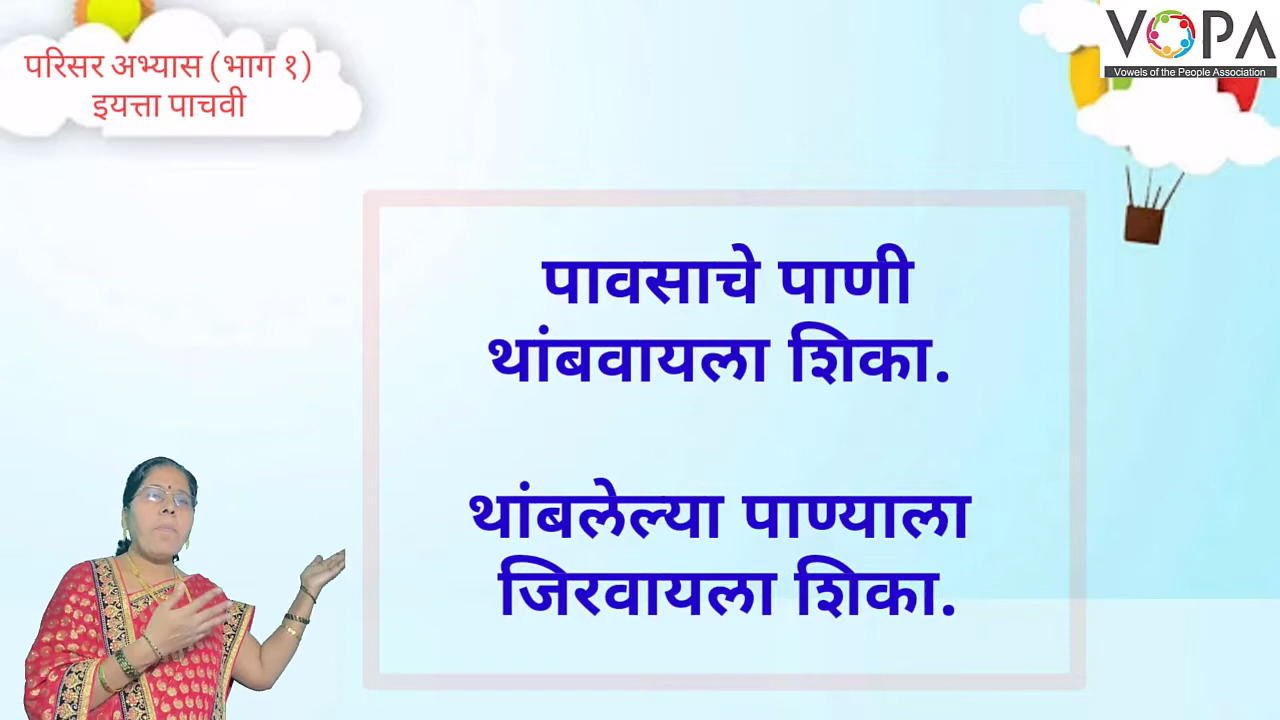 परिसर अभ्यास (भाग १)
इयत्ता पाचवी
VOPA
Vowels of the People Association
पावसाचे पाणी
थांबवायला शिका.
थांबलेल्या पाण्याला
जिरवायला शिका.